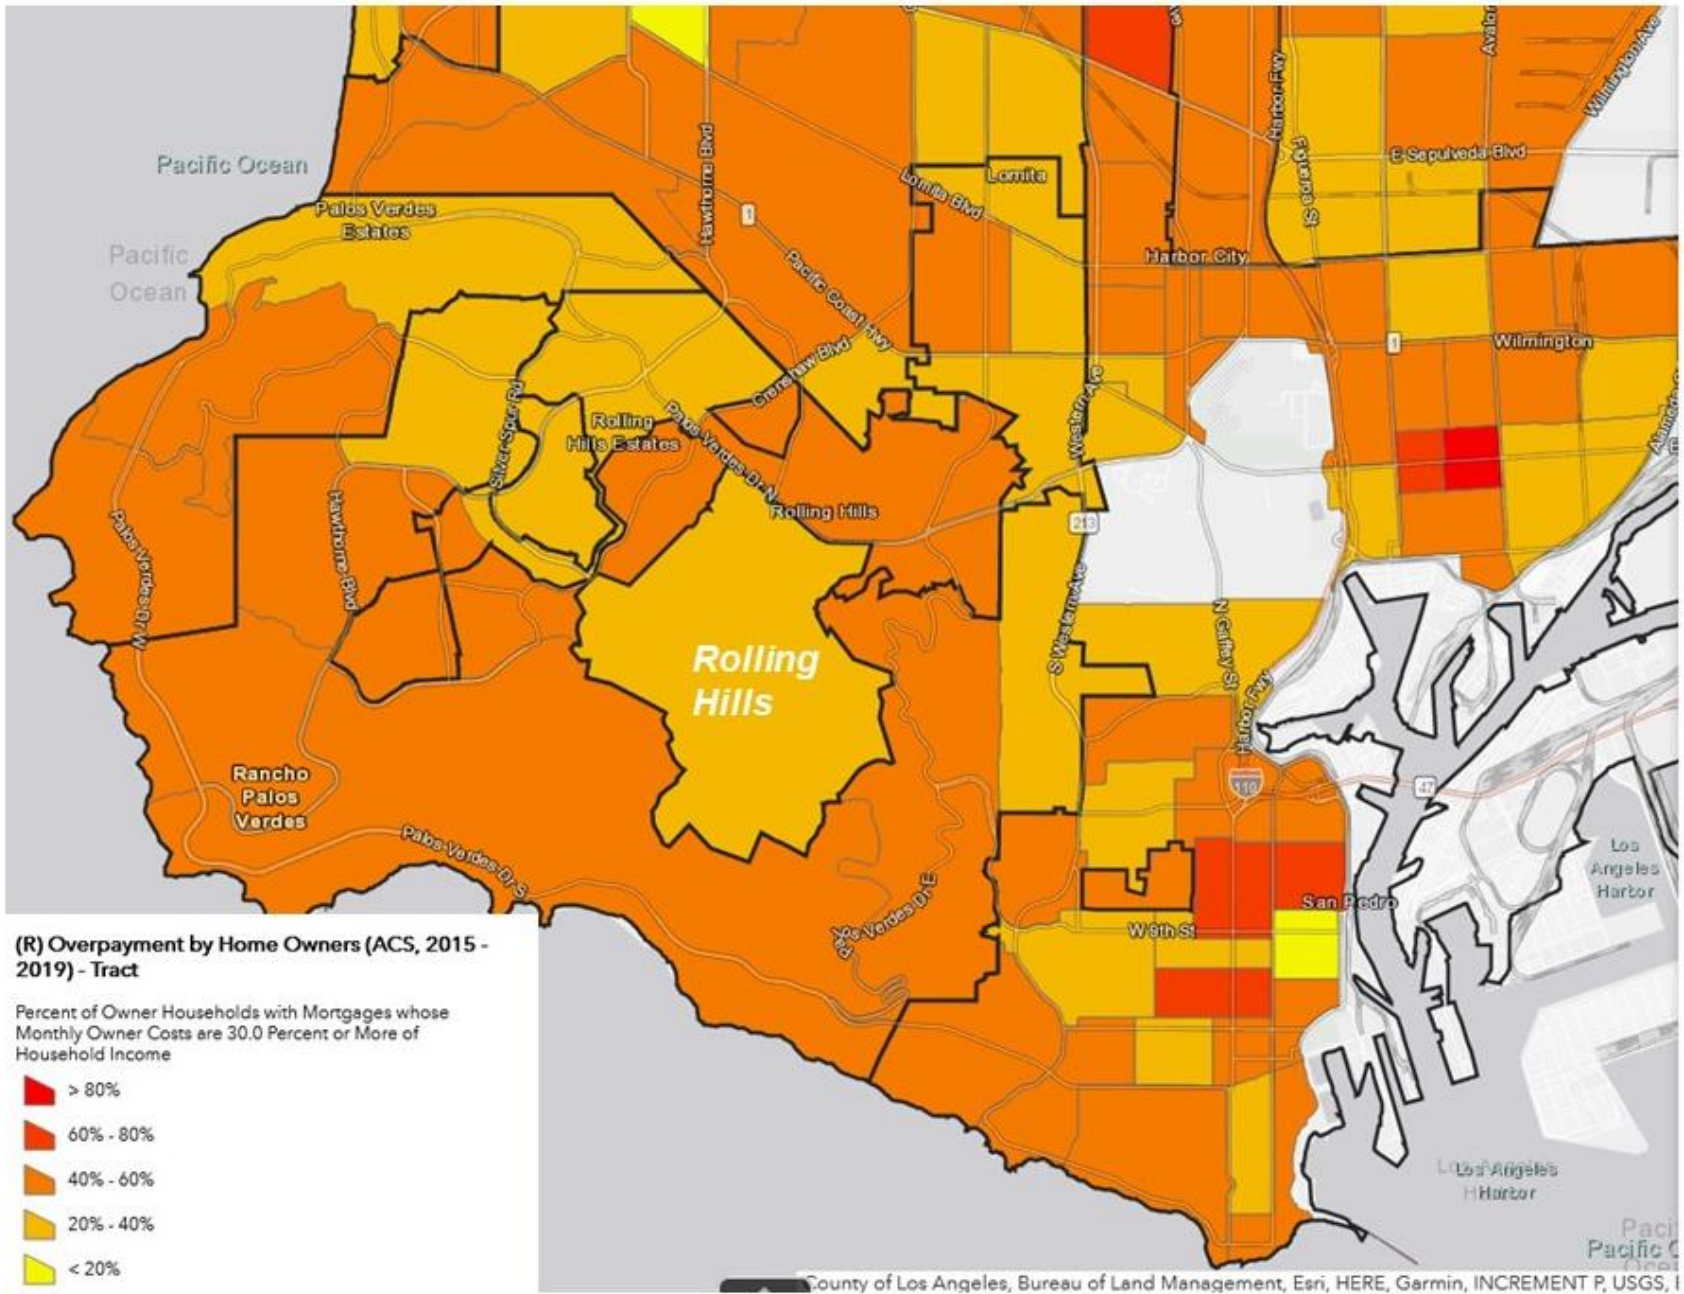 Pacific Ocean
Pacific
Ocean
Palos Verdes
Estates
Hawthorne Blvd
1
Pacific Coast Hwy
Lomita Blvd
Lomita
Harbor Fwy
Figueroa St
E Sepulveda Blvd
Wilmington Ave
Harbor City
1
Wilmington
Crenshaw Blvd
Western Ave
Silver Spur Rd
Rolling
Hills Estates
Palos Verdes Dr N
Rolling Hills
Hawthorne Blvd
Palos Verdes Dr W
213
S Western Ave
N Gaffey St
Harbor Fwy
Rolling
Hills
Rancho
Palos
Verdes
110
47
Palos Verdes Dr S
Palos Verdes Dr E
Los
Angeles
Harbor
San Pedro
W 9th St
Los Angeles
Harbor
(R) Overpayment by Home Owners (ACS, 2015 -
2019) - Tract
Percent of Owner Households with Mortgages whose
Monthly Owner Costs are 30.0 Percent or More of
Household Income
> 80%
60% - 80%
40% - 60%
20% - 40%
< 20%
County of Los Angeles, Bureau of Land Management, Esri, HERE, Garmin, INCREMENT P, USGS,